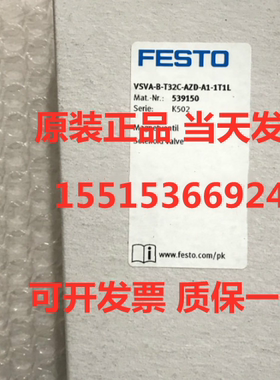 FESTO
VSVA-B-T32C-AZD-A1-1T1L
Mat.-Nr.: 539150
Serie: K502
原装正品 当天发
Solenoid valve
15515366924
www.festo.com/pk
可开发票 质保一